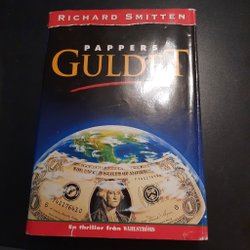 RICHARD SMITTEN
PAPPERS
GULDET
En thriller från WAHLSTRÖMS